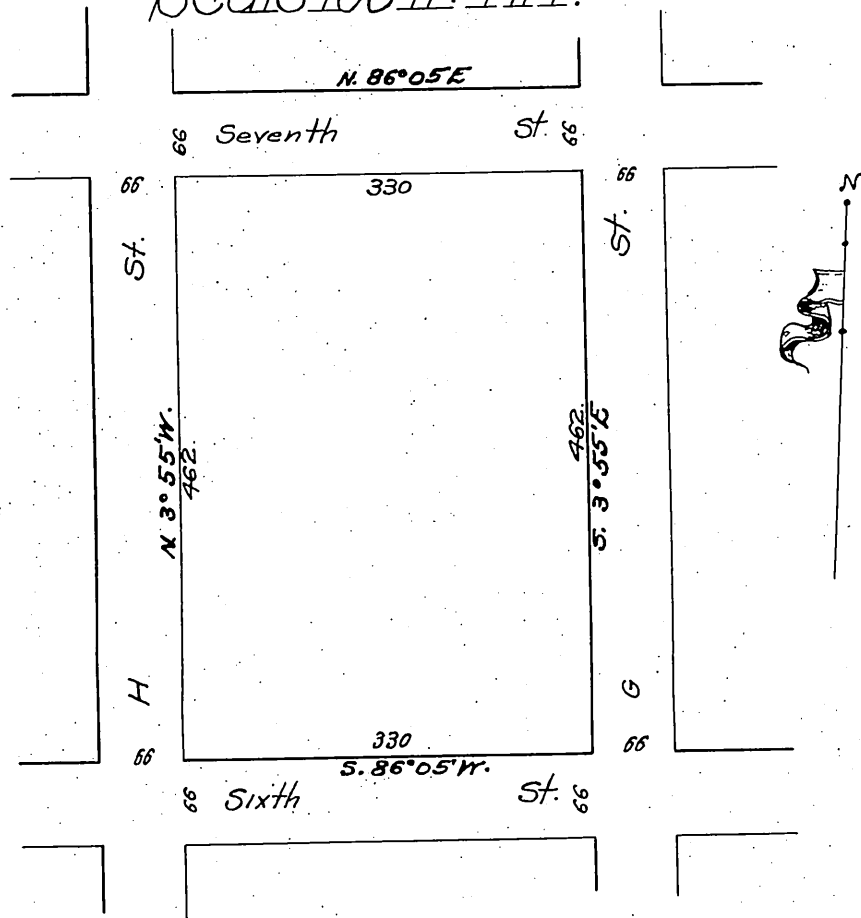 N. 86°05'E
66 Seventh St. 66
66 330 66
St. St.
N. 3°55'W.
462.
462.
S. 3°55'E
H G
66 330 66
S. 86°05'W.
66 Sixth St. 66
N